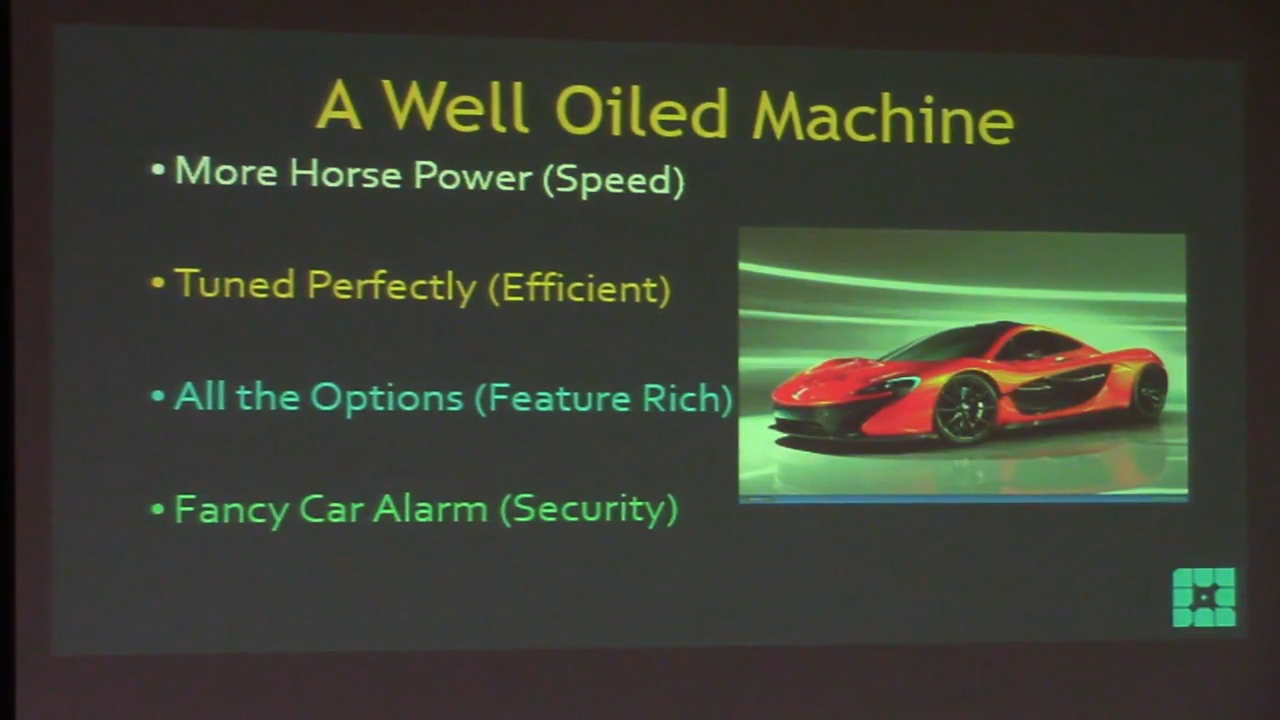 A Well Oiled Machine
• More Horse Power (Speed)
• Tuned Perfectly (Efficient)
• All the Options (Feature Rich)
• Fancy Car Alarm (Security)